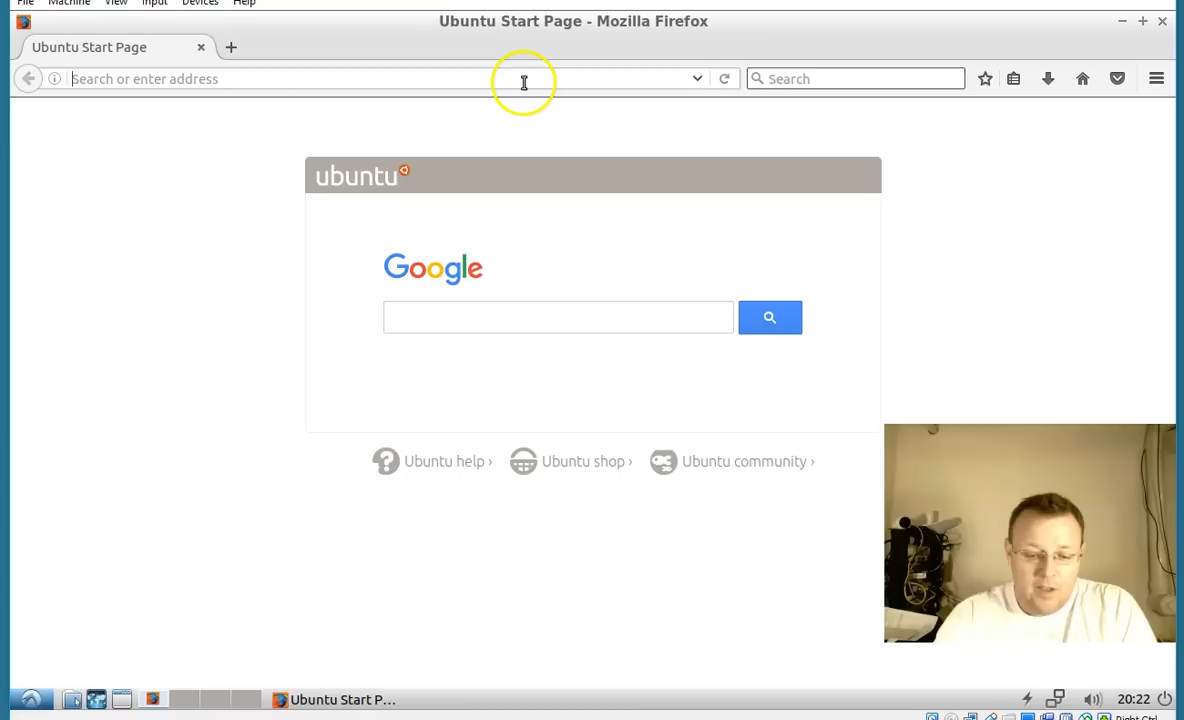 File Machine View Input Devices Help
Ubuntu Start Page - Mozilla Firefox
Ubuntu Start Page
Search or enter address
Search
ubuntu
Google
Ubuntu help ›
Ubuntu shop ›
Ubuntu community ›
Ubuntu Start P...
20:22
Right Ctrl